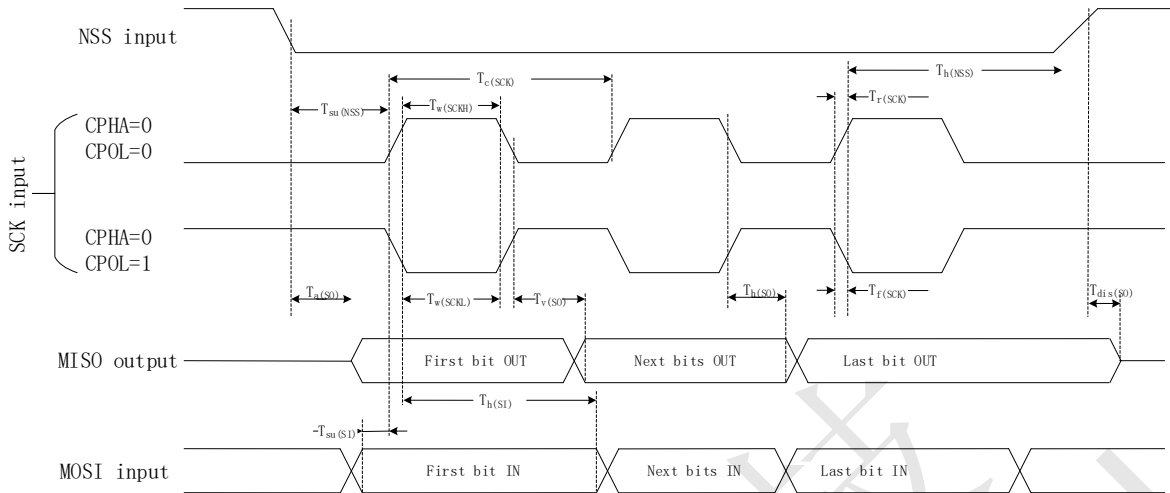 NSS input
Tc(SCK)
Th(NSS)
Tsu(NSS)
Tw(SCKH)
Tr(SCK)
CPHA=0
CPOL=0
SCK input
CPHA=0
CPOL=1
Ta(SO)
Tw(SCKL)
Tv(SO)
Th(SO)
Tf(SCK)
Tdis(SO)
MISO output
First bit OUT
Next bits OUT
Last bit OUT
Th(SI)
Tsu(SI)
MOSI input
First bit IN
Next bits IN
Last bit IN